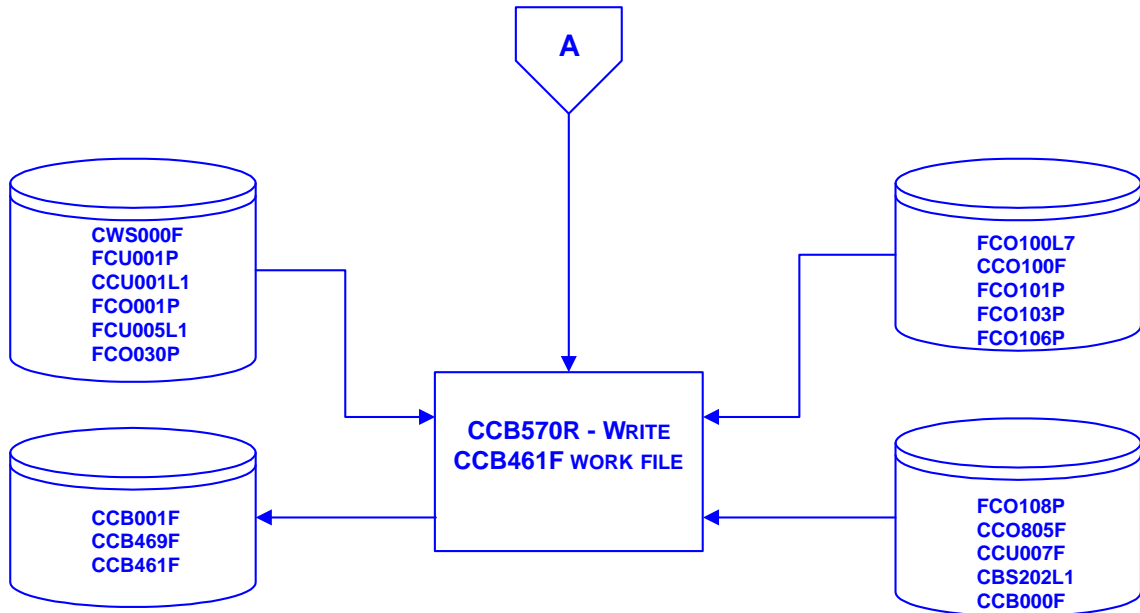 A
CWS000F
FCU001P
CCU001L1
FCO001P
FCU005L1
FCO030P
FCO100L7
CCO100F
FCO101P
FCO103P
FCO106P
CCB570R - WRITE
CCB461F WORK FILE
CCB001F
CCB469F
CCB461F
FCO108P
CCO805F
CCU007F
CBS202L1
CCB000F